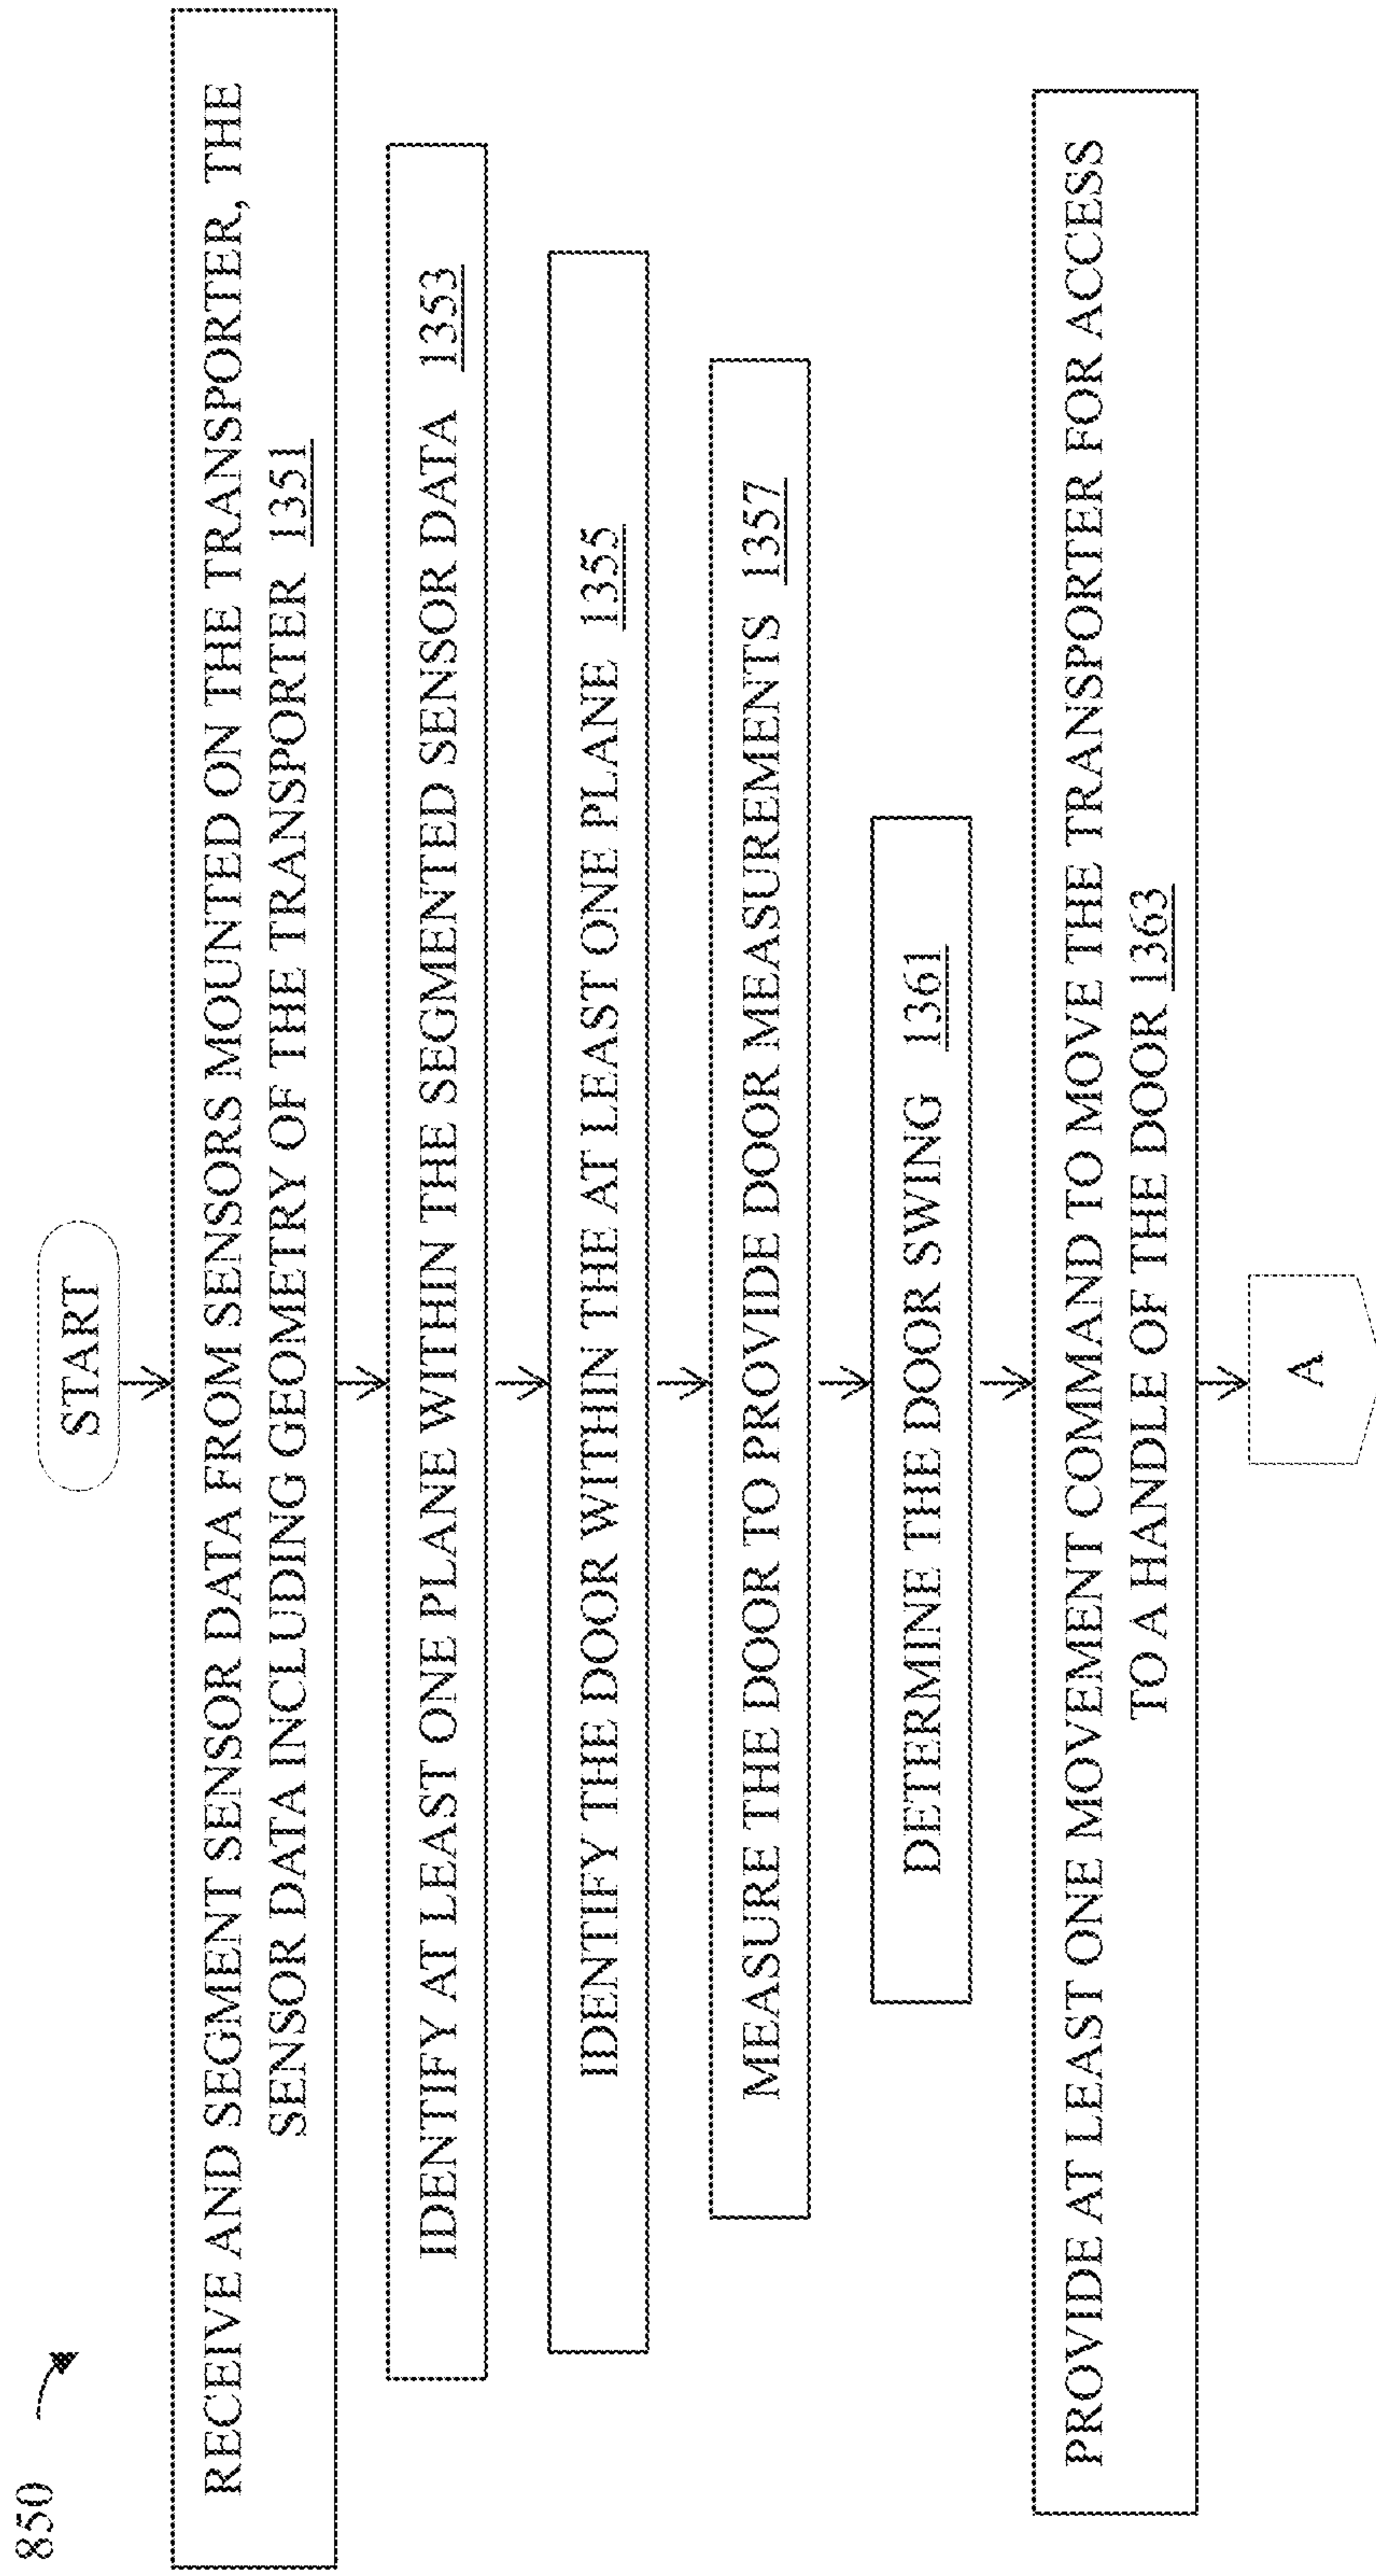 850
START
RECEIVE AND SEGMENT SENSOR DATA FROM SENSORS MOUNTED ON THE TRANSPORTER, THE
SENSOR DATA INCLUDING GEOMETRY OF THE TRANSPORTER 1351
IDENTIFY AT LEAST ONE PLANE WITHIN THE SEGMENTED SENSOR DATA 1353
IDENTIFY THE DOOR WITHIN THE AT LEAST ONE PLANE 1355
MEASURE THE DOOR TO PROVIDE DOOR MEASUREMENTS 1357
DETERMINE THE DOOR SWING 1361
PROVIDE AT LEAST ONE MOVEMENT COMMAND TO MOVE THE TRANSPORTER FOR ACCESS
TO A HANDLE OF THE DOOR 1363
A